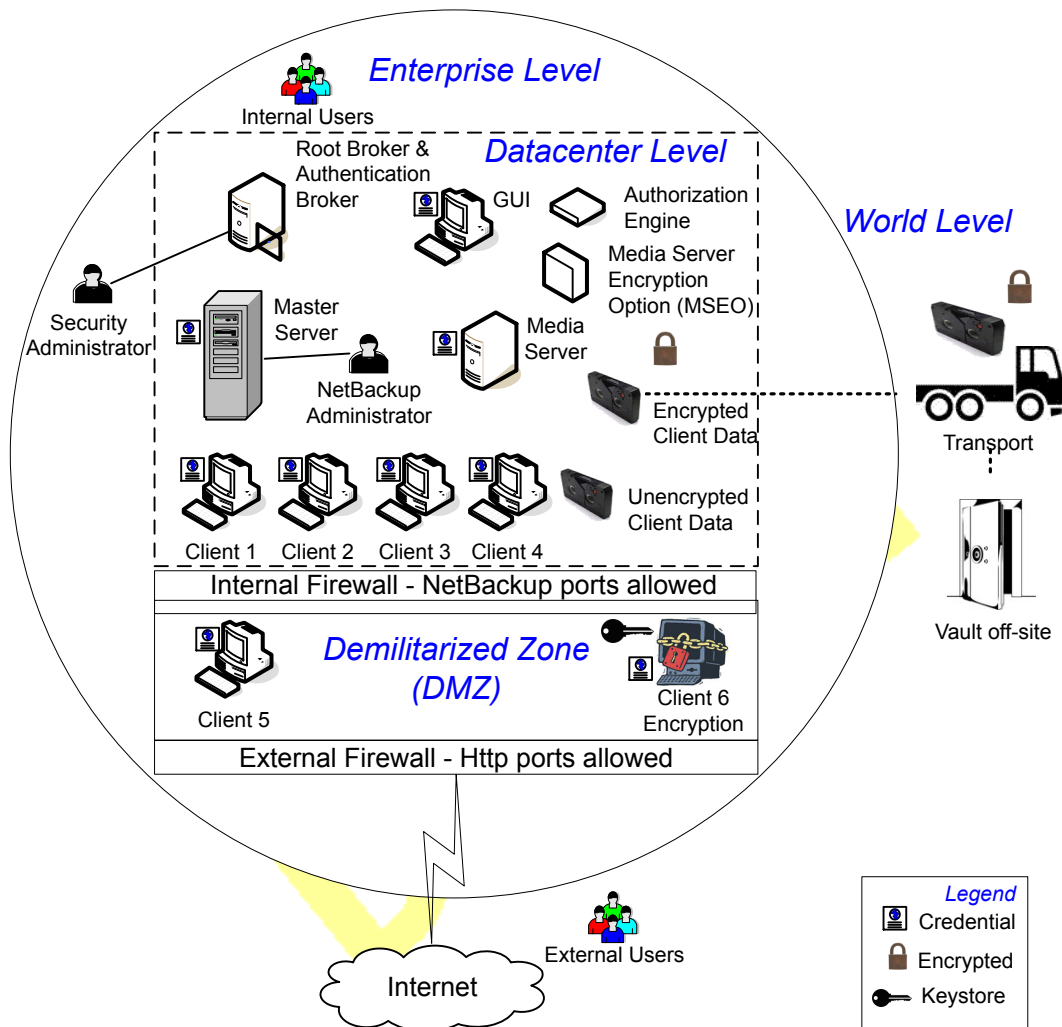 Enterprise Level
Internal Users
Datacenter Level
Root Broker &
Authentication
Broker
GUI
Authorization
Engine
World Level
Media Server
Encryption
Option (MSEO)
Security
Administrator
Master
Server
Media
Server
NetBackup
Administrator
Encrypted
Client Data
Transport
Unencrypted
Client Data
Client 1
Client 2
Client 3
Client 4
Vault off-site
Internal Firewall - NetBackup ports allowed
Demilitarized Zone
(DMZ)
Client 5
Client 6
Encryption
External Firewall - Http ports allowed
External Users
Internet
Legend
Credential
Encrypted
Keystore